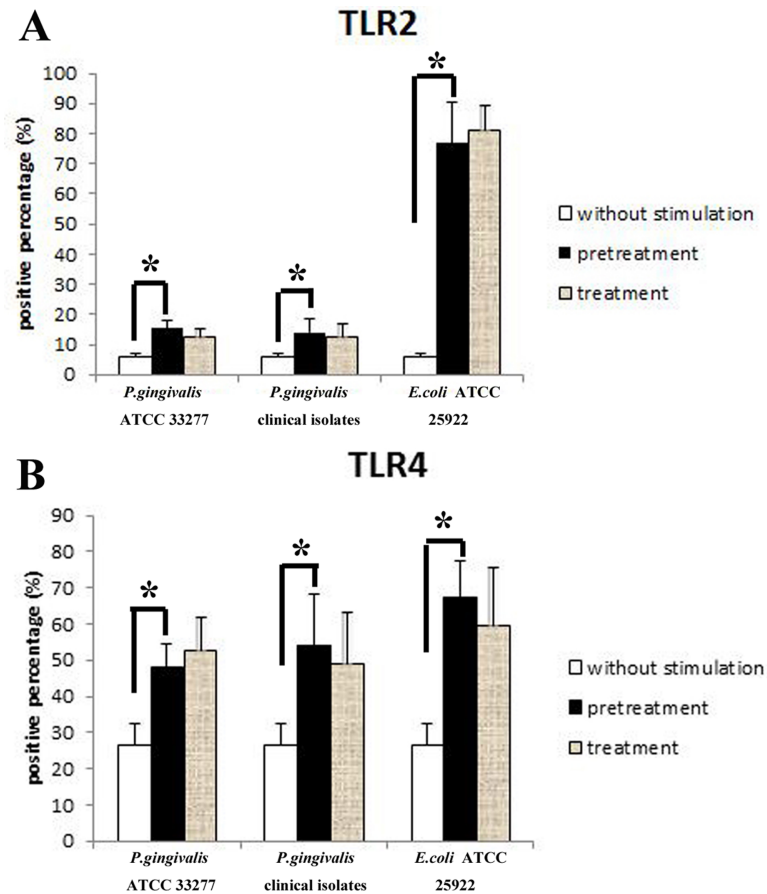 A
TLR2
positive percentage (%)
100
90
80
70
60
50
40
30
20
10
0
*
*
*
without stimulation
pretreatment
treatment
P.gingivalis
ATCC 33277
P.gingivalis
clinical isolates
E.coli ATCC
25922
B
TLR4
positive percentage (%)
90
80
70
60
50
40
30
20
10
0
*
*
*
without stimulation
pretreatment
treatment
P.gingivalis
ATCC 33277
P.gingivalis
clinical isolates
E.coli ATCC
25922